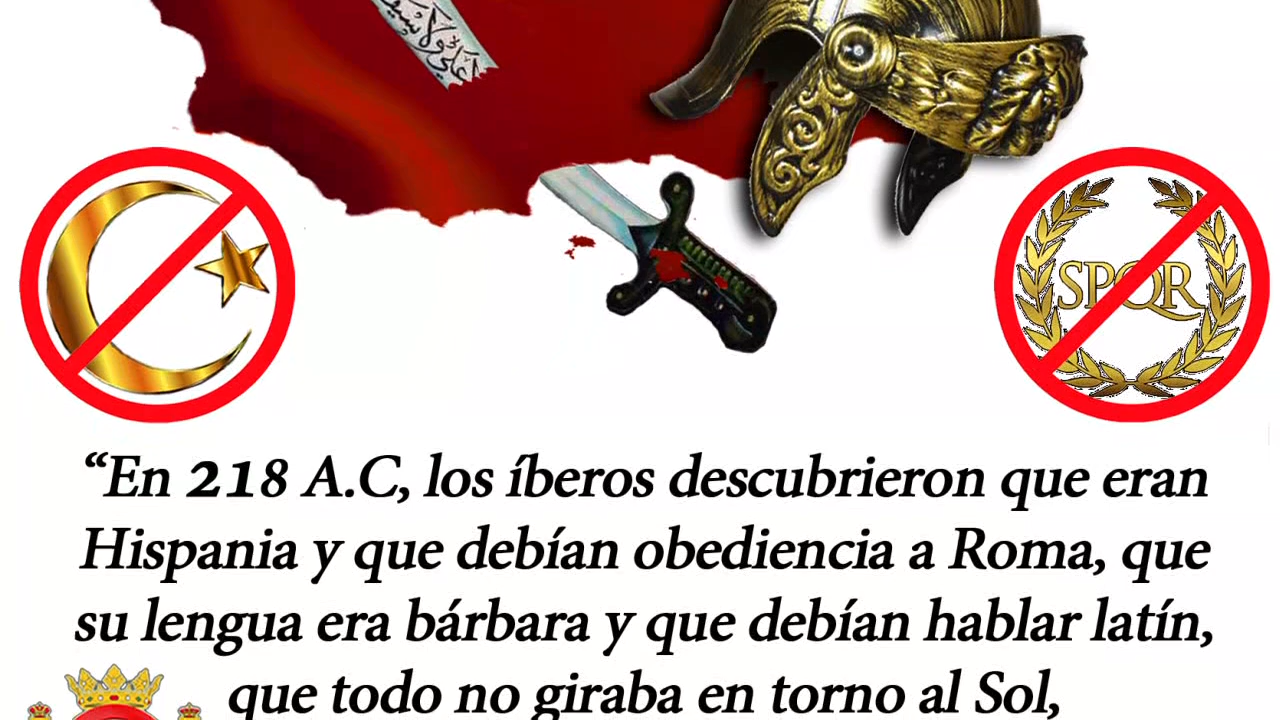 SPQR
“En 218 A.C, los íberos descubrieron que eran
Hispania y que debían obediencia a Roma, que
su lengua era bárbara y que debían hablar latín,
que todo no giraba en torno al Sol,